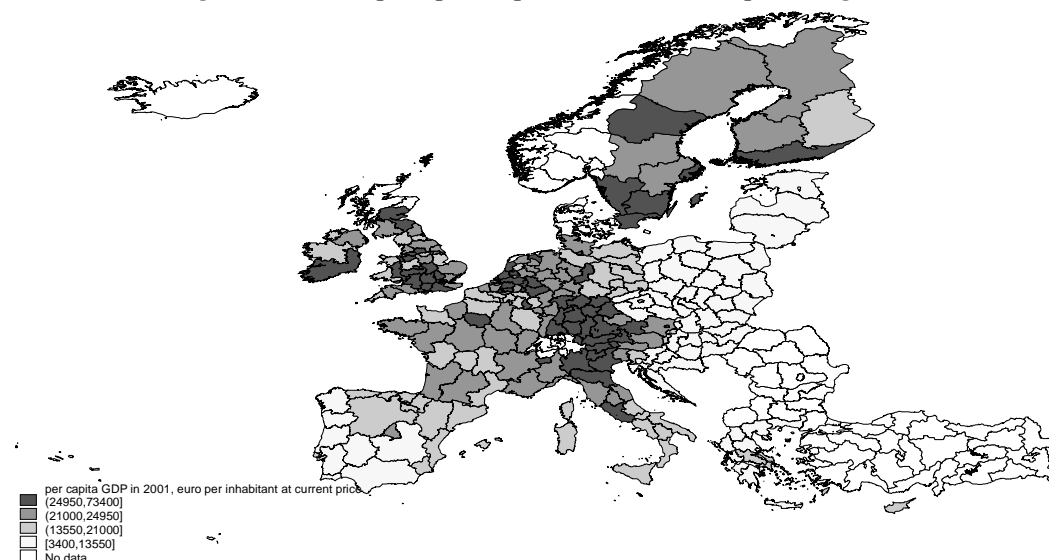 per capita GDP in 2001, euro per inhabitant at current price
(24950,73400]
(21000,24950]
(13550,21000]
[3400,13550]
No data